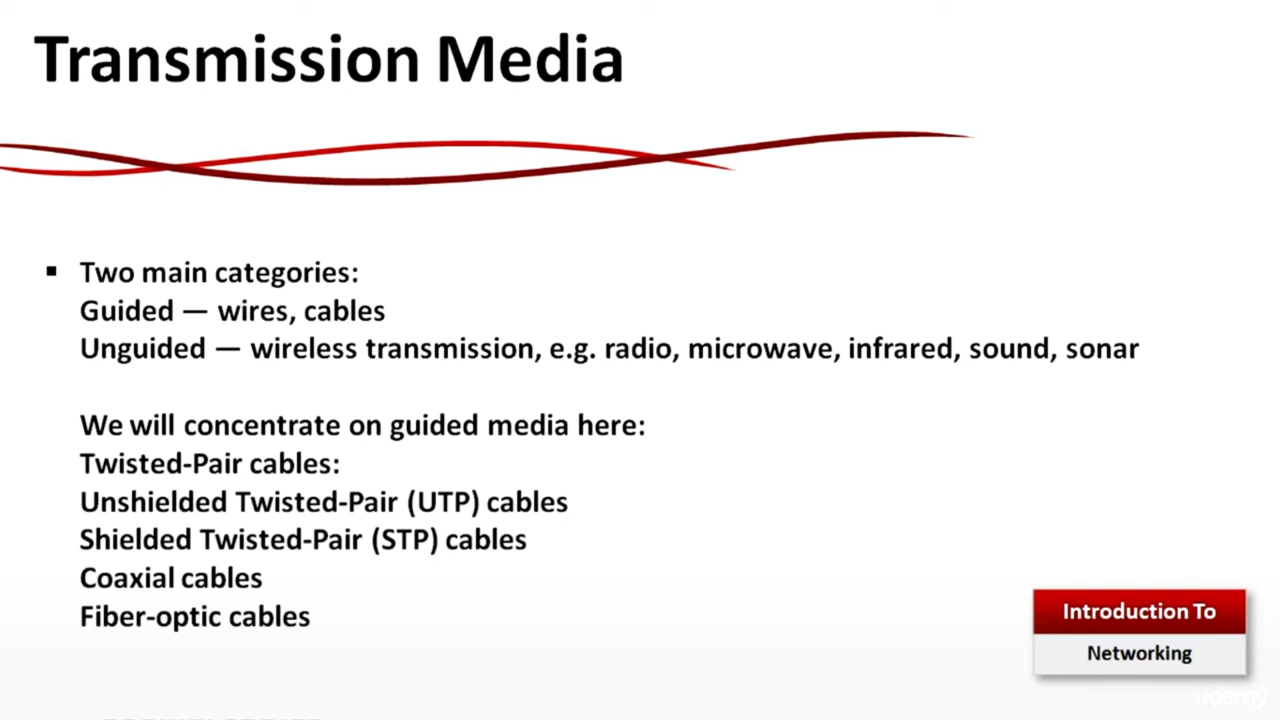 Transmission Media
▪ Two main categories:
Guided — wires, cables
Unguided — wireless transmission, e.g. radio, microwave, infrared, sound, sonar
We will concentrate on guided media here:
Twisted-Pair cables:
Unshielded Twisted-Pair (UTP) cables
Shielded Twisted-Pair (STP) cables
Coaxial cables
Fiber-optic cables
Introduction To
Networking
udemy